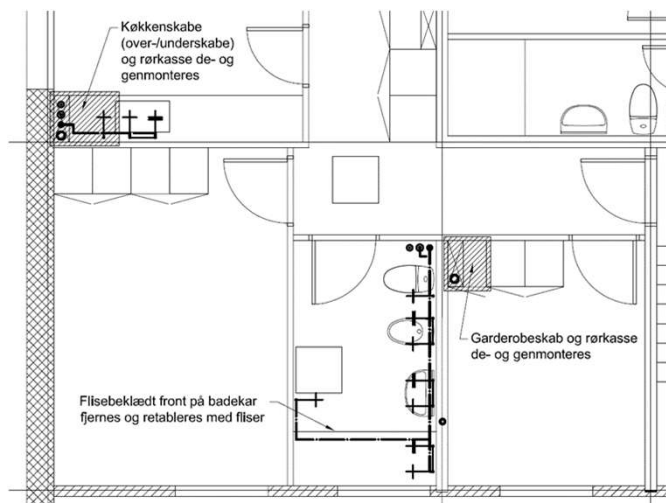 Køkkenskabe
(over-/underskabe)
og rørkasse de- og
genmonteres
Garderobeskab og rørkasse
de- og genmonteres
Flisebeklædt front på badekar
fjernes og retableres med fliser